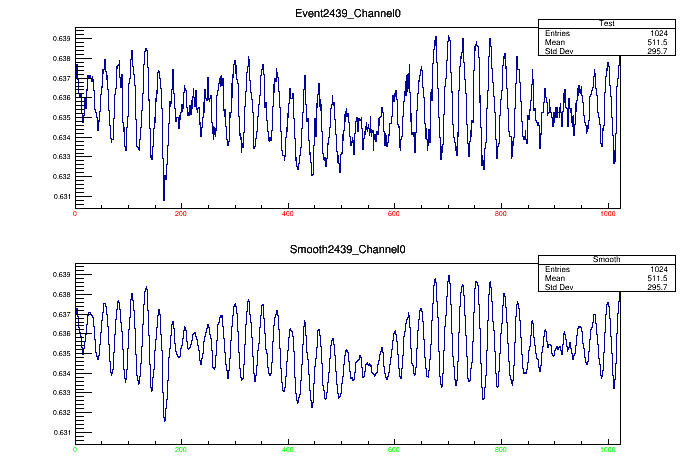 Event2439_Channel0
Test
Entries 1024
Mean 511.5
Std Dev 295.7
0.639
0.638
0.637
0.636
0.635
0.634
0.633
0.632
0.631
0 200 400 600 800 1000
Smooth2439_Channel0
Smooth
Entries 1024
Mean 511.5
Std Dev 295.7
0.639
0.638
0.637
0.636
0.635
0.634
0.633
0.632
0.631
0 200 400 600 800 1000